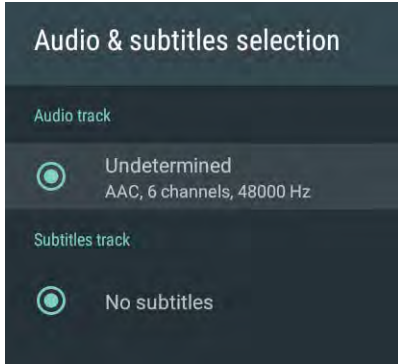 Audio & subtitles selection
Audio track
Undetermined
AAC, 6 channels, 48000 Hz
Subtitles track
No subtitles